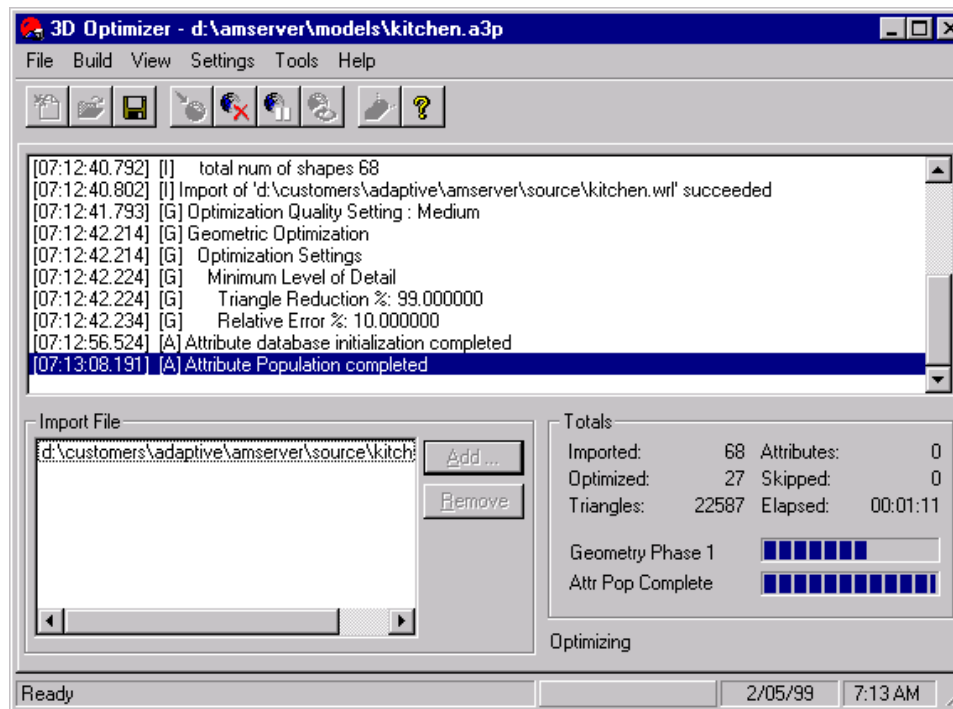 3D Optimizer - d:\amserver\models\kitchen.a3p
File Build View Settings Tools Help
[07:12:40.792] [I] total num of shapes 68
[07:12:40.802] [I] Import of 'd:\customers\adaptive\amserver\source\kitchen.wrl' succeeded
[07:12:41.793] [G] Optimization Quality Setting : Medium
[07:12:42.214] [G] Geometric Optimization
[07:12:42.214] [G] Optimization Settings
[07:12:42.224] [G] Minimum Level of Detail
[07:12:42.224] [G] Triangle Reduction %: 99.000000
[07:12:42.234] [G] Relative Error %: 10.000000
[07:12:56.524] [A] Attribute database initialization completed
[07:13:08.191] [A] Attribute Population completed
Import File
d:\customers\adaptive\amserver\source\kitch
Add ...
Remove
Totals
Imported: 68 Attributes: 0
Optimized: 27 Skipped: 0
Triangles: 22587 Elapsed: 00:01:11
Geometry Phase 1
Attr Pop Complete
Optimizing
Ready 2/05/99 7:13 AM